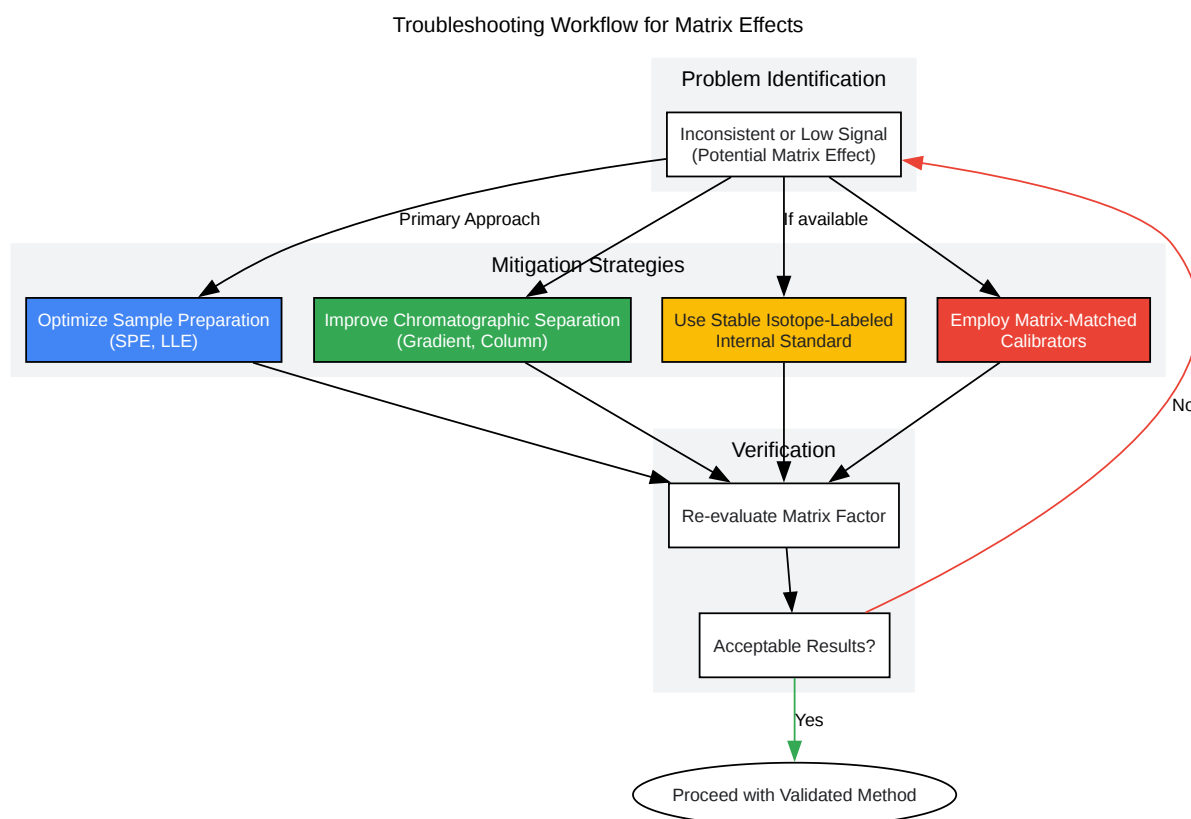 Troubleshooting Workflow for Matrix Effects
Problem Identification
Inconsistent or Low Signal
(Potential Matrix Effect)
Primary Approach
If available
Mitigation Strategies
Optimize Sample Preparation
(SPE, LLE)
Improve Chromatographic Separation
(Gradient, Column)
Use Stable Isotope-Labeled
Internal Standard
Employ Matrix-Matched
Calibrators
No
Verification
Re-evaluate Matrix Factor
Acceptable Results?
Yes
Proceed with Validated Method